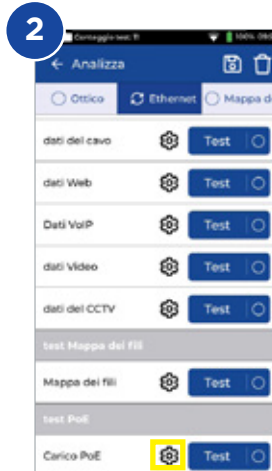 2
Conteggio test: 11 100%
← Analizza
Ottico Ethernet Mappa d
dati del cavo Test
dati Web Test
Dati VoIP Test
dati Video Test
dati del CCTV Test
test Mappa dei fili
Mappa dei fili Test
test PoE
Carico PoE Test